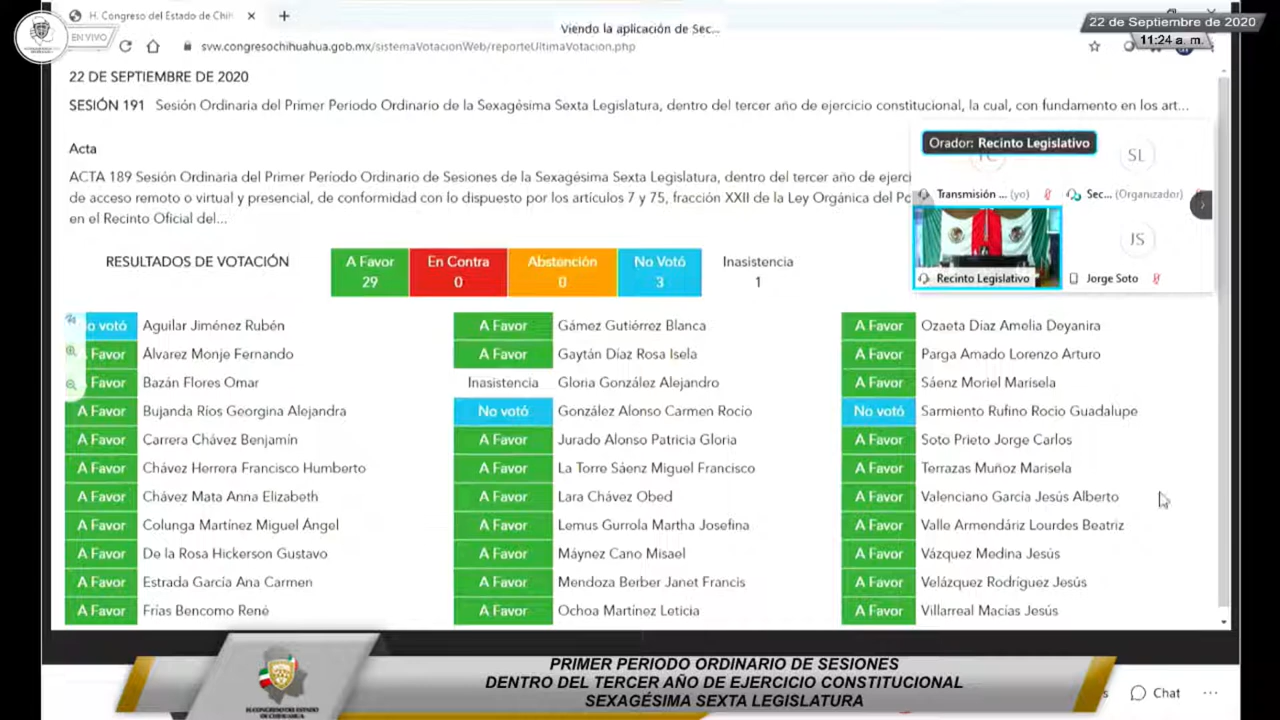 H. Congreso del Estado de Chih
Viendo la aplicación de Sec...
22 de Septiembre de 2020
EN VIVO
11:24 a. m.
svw.congresochihuahua.gob.mx/sistemaVotacionWeb/reporteUltimaVotacion.php
22 DE SEPTIEMBRE DE 2020
SESIÓN 191 Sesión Ordinaria del Primer Periodo Ordinario de la Sexagésima Sexta Legislatura, dentro del tercer año de ejercicio constitucional, la cual, con fundamento en los art...
Orador: Recinto Legislativo
Acta
SL
ACTA 189 Sesión Ordinaria del Primer Período Ordinario de Sesiones de la Sexagésima Sexta Legislatura, dentro del tercer año de ejerci
de acceso remoto o virtual y presencial, de conformidad con lo dispuesto por los artículos 7 y 75, fracción XXII de la Ley Orgánica del Po
en el Recinto Oficial del...
Transmisión ... (yo) Sec... (Organizador)
JS
Recinto Legislativo Jorge Soto
RESULTADOS DE VOTACIÓN
A Favor 29
En Contra 0
Abstención 0
No Votó 3
Inasistencia 1
o votó Aguilar Jiménez Rubén
Favor Álvarez Monje Fernando
Favor Bazán Flores Omar
A Favor Bujanda Ríos Georgina Alejandra
A Favor Carrera Chávez Benjamín
A Favor Chávez Herrera Francisco Humberto
A Favor Chávez Mata Anna Elizabeth
A Favor Colunga Martínez Miguel Ángel
A Favor De la Rosa Hickerson Gustavo
A Favor Estrada García Ana Carmen
A Favor Frías Bencomo René
A Favor Gámez Gutiérrez Blanca
A Favor Gaytán Díaz Rosa Isela
Inasistencia Gloria González Alejandro
No votó González Alonso Carmen Rocío
A Favor Jurado Alonso Patricia Gloria
A Favor La Torre Sáenz Miguel Francisco
A Favor Lara Chávez Obed
A Favor Lemus Gurrola Martha Josefina
A Favor Máynez Cano Misael
A Favor Mendoza Berber Janet Francis
A Favor Ochoa Martínez Leticia
A Favor Ozaeta Díaz Amelia Deyanira
A Favor Parga Amado Lorenzo Arturo
A Favor Sáenz Moriel Marisela
No votó Sarmiento Rufino Rocio Guadalupe
A Favor Soto Prieto Jorge Carlos
A Favor Terrazas Muñoz Marisela
A Favor Valenciano García Jesús Alberto
A Favor Valle Armendáriz Lourdes Beatriz
A Favor Vázquez Medina Jesús
A Favor Velázquez Rodríguez Jesús
A Favor Villarreal Macías Jesús
PRIMER PERIODO ORDINARIO DE SESIONES
DENTRO DEL TERCER AÑO DE EJERCICIO CONSTITUCIONAL
SEXAGÉSIMA SEXTA LEGISLATURA
H. CONGRESO DEL ESTADO
DE CHIHUAHUA
Chat